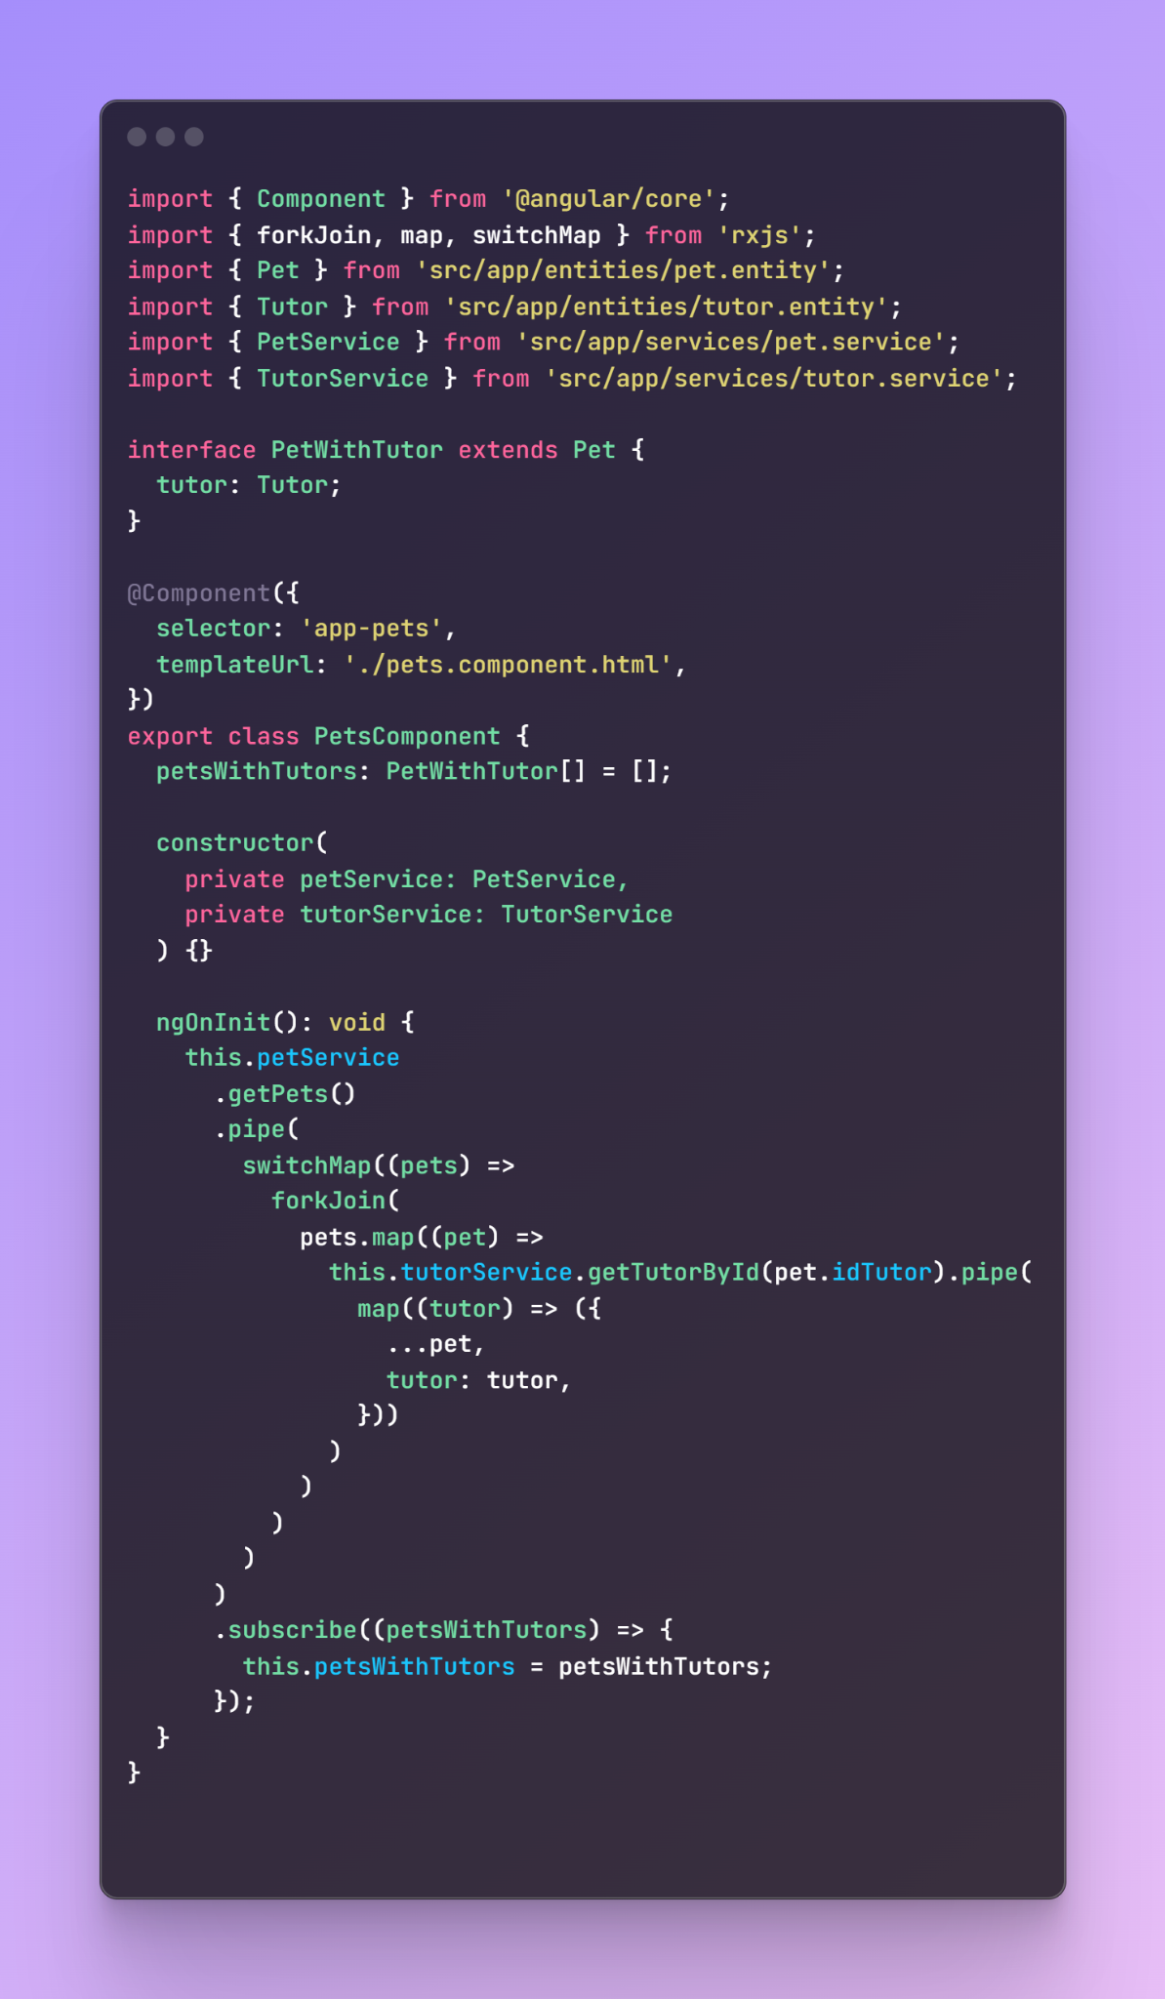 import { Component } from '@angular/core';
import { forkJoin, map, switchMap } from 'rxjs';
import { Pet } from 'src/app/entities/pet.entity';
import { Tutor } from 'src/app/entities/tutor.entity';
import { PetService } from 'src/app/services/pet.service';
import { TutorService } from 'src/app/services/tutor.service';

interface PetWithTutor extends Pet {
  tutor: Tutor;
}

@Component({
  selector: 'app-pets',
  templateUrl: './pets.component.html',
})
export class PetsComponent {
  petsWithTutors: PetWithTutor[] = [];

  constructor(
    private petService: PetService,
    private tutorService: TutorService
  ) {}

  ngOnInit(): void {
    this.petService
      .getPets()
      .pipe(
        switchMap((pets) =>
          forkJoin(
            pets.map((pet) =>
              this.tutorService.getTutorById(pet.idTutor).pipe(
                map((tutor) => ({
                  ...pet,
                  tutor: tutor,
                }))
              )
            )
          )
        )
      )
      .subscribe((petsWithTutors) => {
        this.petsWithTutors = petsWithTutors;
      });
  }
}